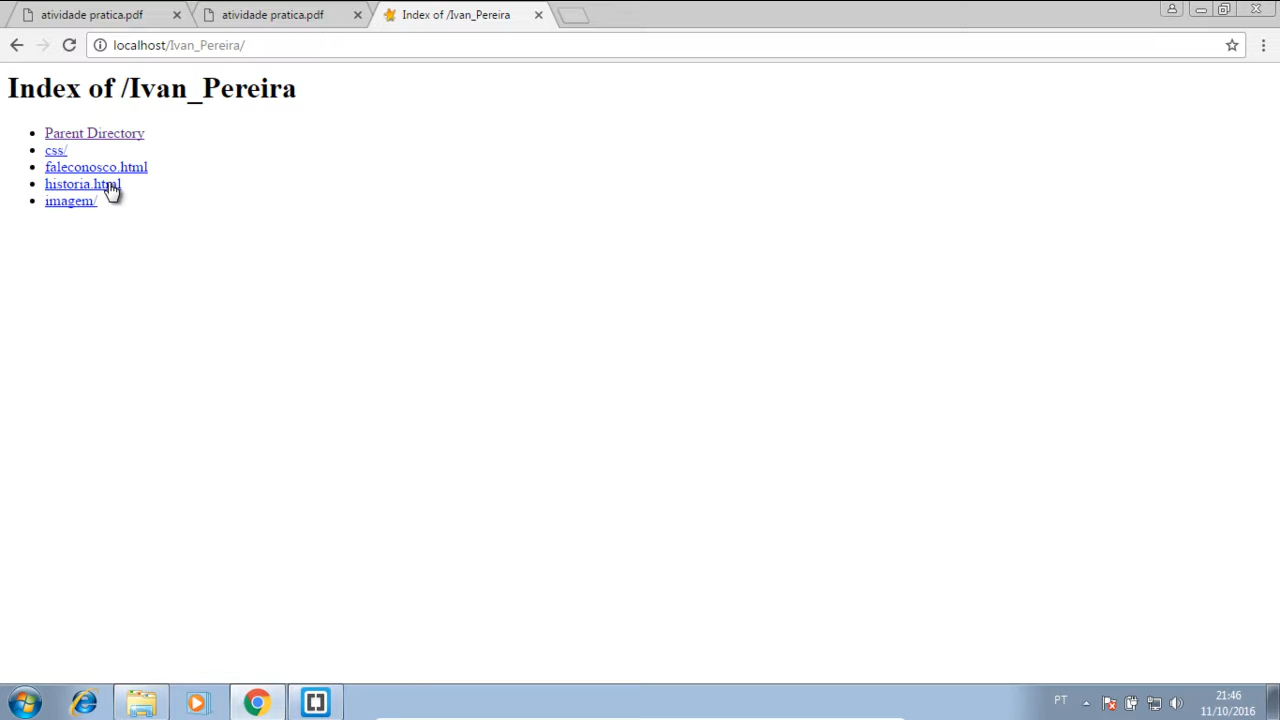 atividade pratica.pdf
atividade pratica.pdf
Index of /Ivan_Pereira
localhost/Ivan_Pereira/
Index of /Ivan_Pereira
Parent Directory
css/
faleconosco.html
historia.html
imagem/
PT
21:46
11/10/2016